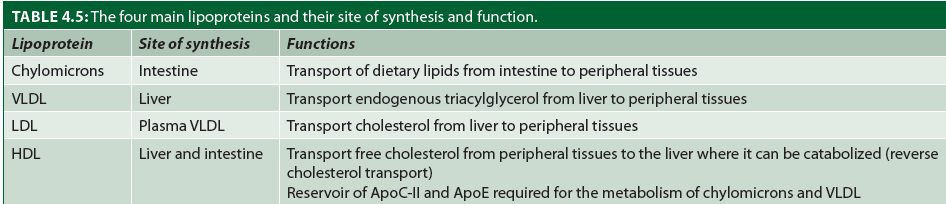 TABLE 4.5: The four main lipoproteins and their site of synthesis and function.
Lipoprotein Site of synthesis Functions
Chylomicrons Intestine Transport of dietary lipids from intestine to peripheral tissues
VLDL Liver Transport endogenous triacylglycerol from liver to peripheral tissues
LDL Plasma VLDL Transport cholesterol from liver to peripheral tissues
HDL Liver and intestine Transport free cholesterol from peripheral tissues to the liver where it can be catabolized (reverse
cholesterol transport)
Reservoir of ApoC-II and ApoE required for the metabolism of chylomicrons and VLDL